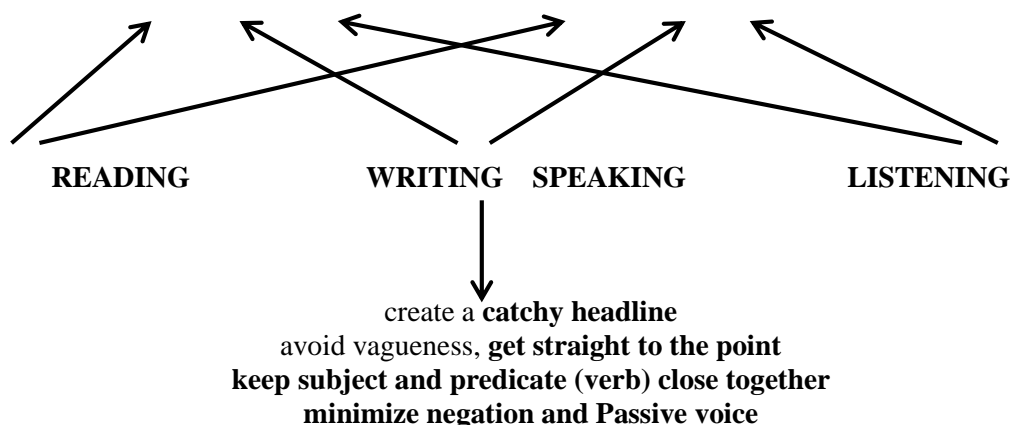 READING WRITING SPEAKING LISTENING
create a catchy headline
avoid vagueness, get straight to the point
keep subject and predicate (verb) close together
minimize negation and Passive voice